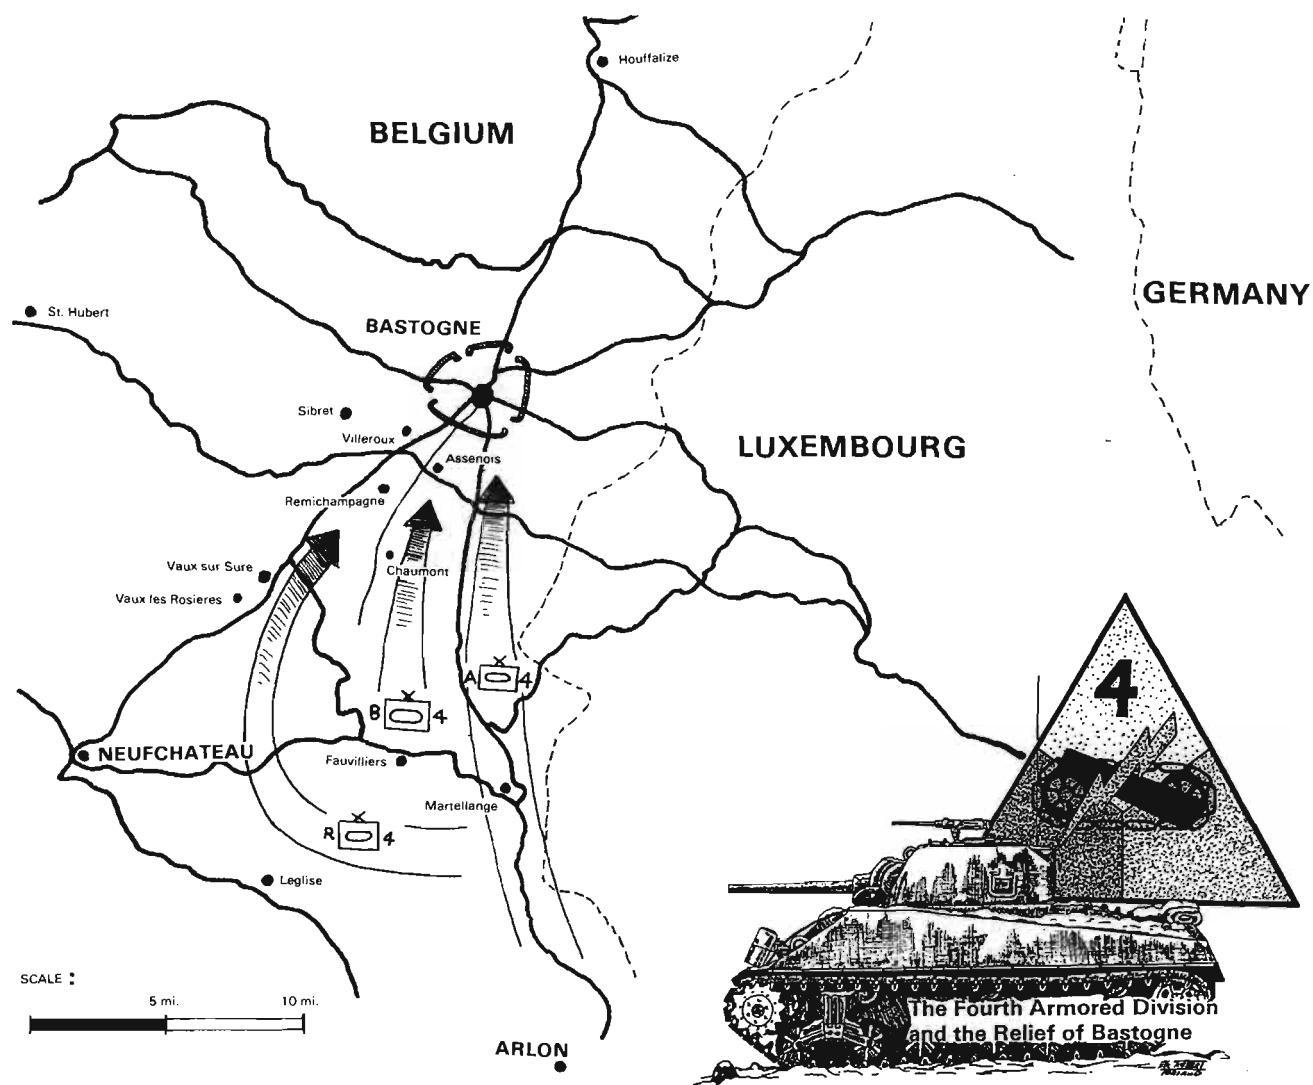 Houffalize
BELGIUM
GERMANY
St. Hubert
BASTOGNE
Sibret
Villeroux
LUXEMBOURG
Assenois
Remichampagne
Vaux sur Sure
Chaumont
Vaux les Rosieres
A 4
4
B 4
NEUFCHATEAU
Fauvilliers
Martellange
R 4
Leglise
SCALE :
5 mi. 10 mi.
The Fourth Armored Division
and the Relief of Bastogne
ARLON